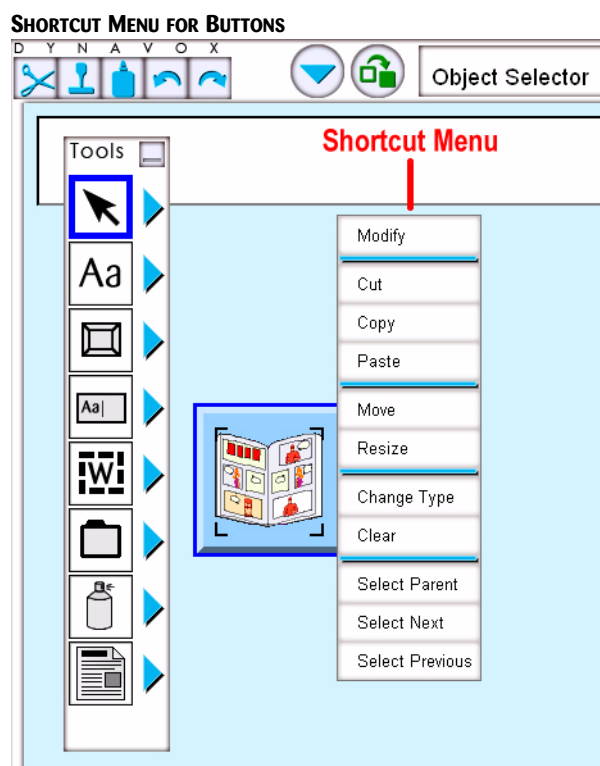 SHORTCUT MENU FOR BUTTONS
D Y N A V O X
Object Selector
Shortcut Menu
Tools
Aa
Aa|
W
Modify
Cut
Copy
Paste
Move
Resize
Change Type
Clear
Select Parent
Select Next
Select Previous